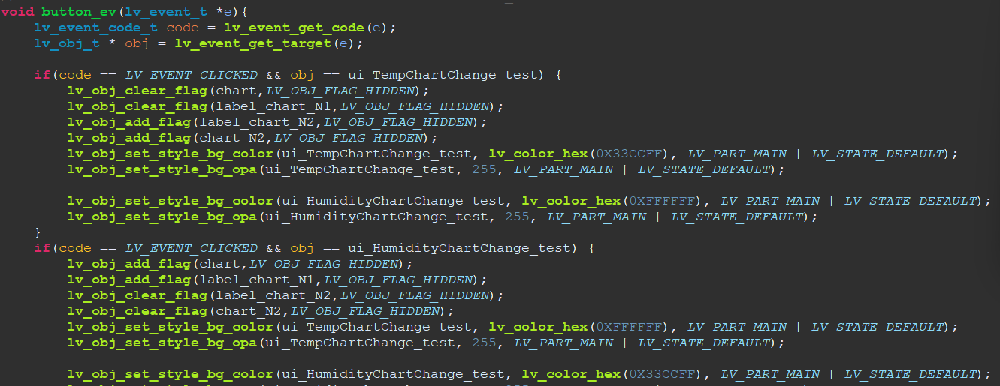 void button_ev(lv_event_t *e){
lv_event_code_t code = lv_event_get_code(e);
lv_obj_t * obj = lv_event_get_target(e);
if(code == LV_EVENT_CLICKED && obj == ui_TempChartChange_test) {
lv_obj_clear_flag(chart,LV_OBJ_FLAG_HIDDEN);
lv_obj_clear_flag(label_chart_N1,LV_OBJ_FLAG_HIDDEN);
lv_obj_add_flag(label_chart_N2,LV_OBJ_FLAG_HIDDEN);
lv_obj_add_flag(chart_N2,LV_OBJ_FLAG_HIDDEN);
lv_obj_set_style_bg_color(ui_TempChartChange_test, lv_color_hex(0X33CCFF), LV_PART_MAIN | LV_STATE_DEFAULT);
lv_obj_set_style_bg_opa(ui_TempChartChange_test, 255, LV_PART_MAIN | LV_STATE_DEFAULT);
lv_obj_set_style_bg_color(ui_HumidityChartChange_test, lv_color_hex(0XFFFFFF), LV_PART_MAIN | LV_STATE_DEFAULT);
lv_obj_set_style_bg_opa(ui_HumidityChartChange_test, 255, LV_PART_MAIN | LV_STATE_DEFAULT);
}
if(code == LV_EVENT_CLICKED && obj == ui_HumidityChartChange_test) {
lv_obj_add_flag(chart,LV_OBJ_FLAG_HIDDEN);
lv_obj_add_flag(label_chart_N1,LV_OBJ_FLAG_HIDDEN);
lv_obj_clear_flag(label_chart_N2,LV_OBJ_FLAG_HIDDEN);
lv_obj_clear_flag(chart_N2,LV_OBJ_FLAG_HIDDEN);
lv_obj_set_style_bg_color(ui_TempChartChange_test, lv_color_hex(0XFFFFFF), LV_PART_MAIN | LV_STATE_DEFAULT);
lv_obj_set_style_bg_opa(ui_TempChartChange_test, 255, LV_PART_MAIN | LV_STATE_DEFAULT);
lv_obj_set_style_bg_color(ui_HumidityChartChange_test, lv_color_hex(0X33CCFF), LV_PART_MAIN | LV_STATE_DEFAULT);